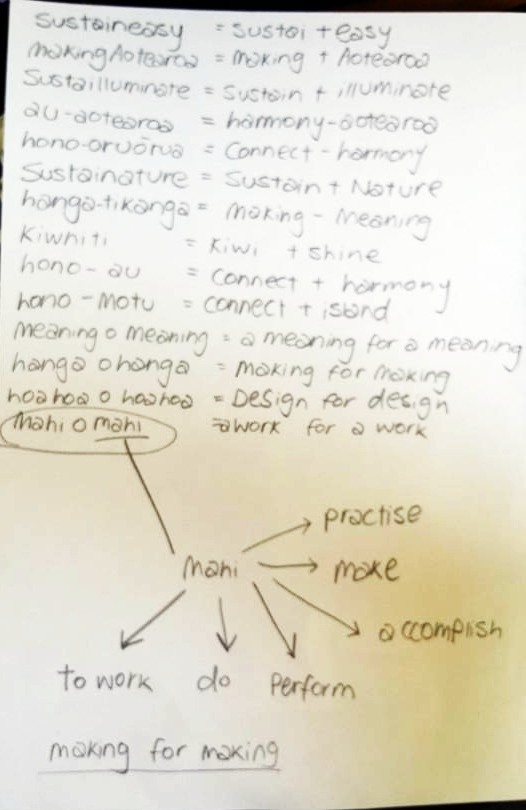 Sustaineasy = Sustai + easy
makingAotearoa = making + Aotearoa
Sustailluminate = Sustain + illuminate
au-aotearoa = harmony-aotearoa
hono-oruōrua = Connect - harmony
Sustainature = Sustain + Nature
hanga-tikanga = making - Meaning
Kiwhiti = Kiwi + shine
hono - au = connect + harmony
hono - Motu = connect + island
meaning o meaning = a meaning for a meaning
hanga o hanga = making for making
hoahoa o hoahoa = Design for design
Mahi o mahi = a work for a work
practise
Mahi
make
accomplish
to work do Perform
making for making